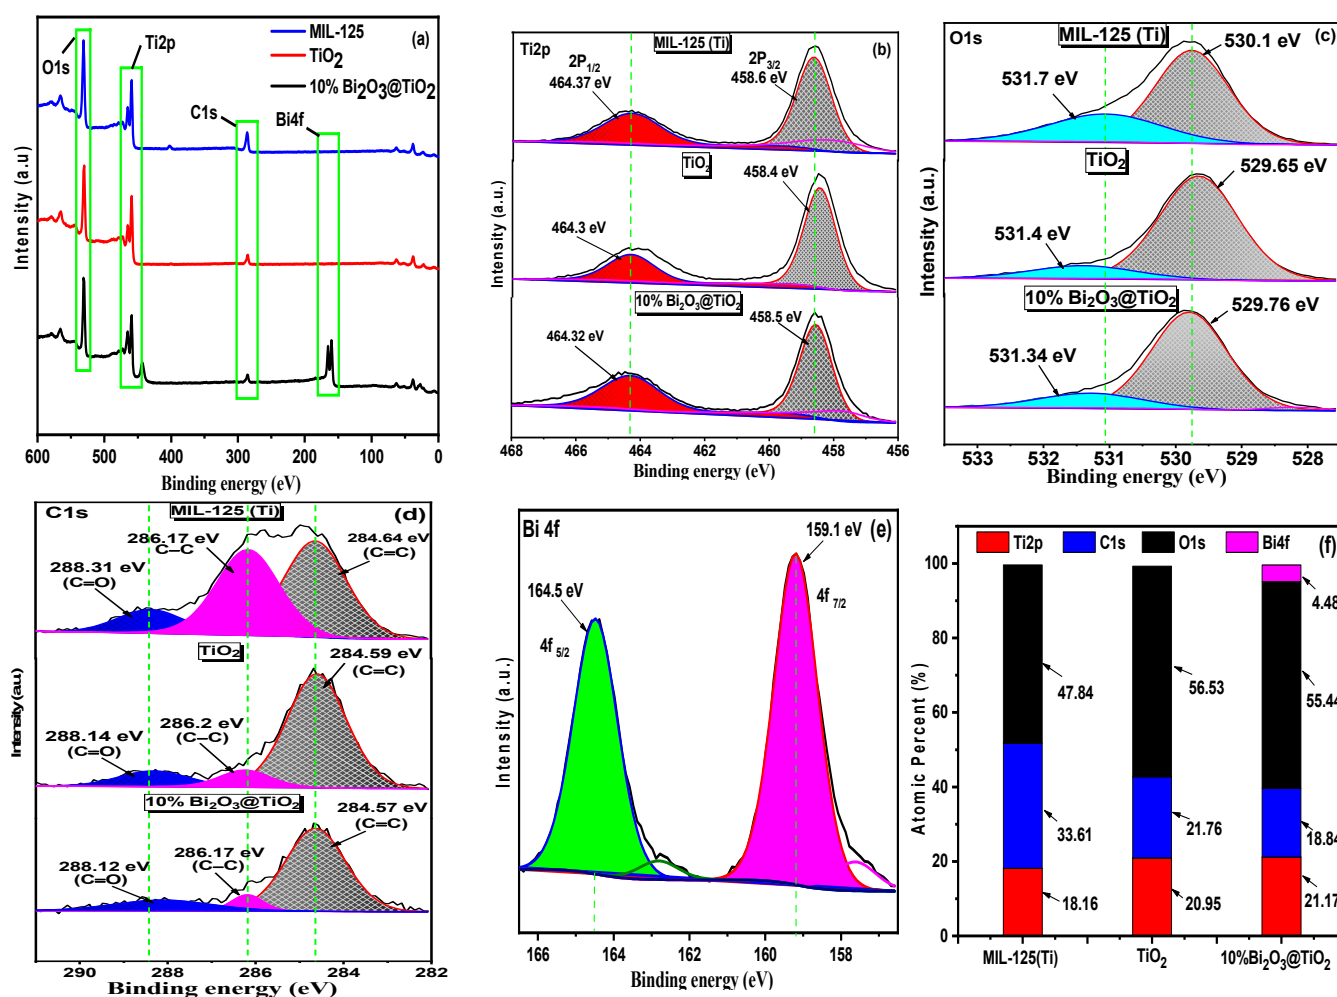 (a)
MIL-125
TiO2
10% Bi2O3@TiO2
O1s
Ti2p
C1s
Bi4f
Intensity (a.u)
600 500 400 300 200 100 0
Binding energy (eV)
Ti2p
MIL-125 (Ti)
(b)
2P1/2
464.37 eV
2P3/2
458.6 eV
TiO2
458.4 eV
464.3 eV
10% Bi2O3@TiO2
458.5 eV
464.32 eV
Intensity (a.u.)
468 466 464 462 460 458 456
Binding energy (eV)
O1s
MIL-125 (Ti)
(c)
530.1 eV
531.7 eV
TiO2
529.65 eV
531.4 eV
10% Bi2O3@TiO2
529.76 eV
531.34 eV
Intensity (a.u.)
533 532 531 530 529 528
Binding energy (eV)
C1s
(d)
MIL-125 (Ti)
286.17 eV
C–C
284.64 eV
(C=C)
288.31 eV
(C=O)
TiO2
284.59 eV
(C=C)
286.2 eV
(C–C)
288.14 eV
(C=O)
10% Bi2O3@TiO2
284.57 eV
(C=C)
286.17 eV
(C–C)
288.12 eV
(C=O)
Intensity (au)
290 288 286 284 282
Binding energy (eV)
Bi 4f
(e)
159.1 eV
4f 7/2
164.5 eV
4f 5/2
Intensity (a.u.)
166 164 162 160 158
Binding energy (eV)
Ti2p C1s O1s Bi4f
(f)
4.48
47.84
56.53
55.44
33.61
21.76
18.84
18.16
20.95
21.17
Atomic Percent (%)
100
80
60
40
20
0
MIL-125(Ti) TiO2 10%Bi2O3@TiO2